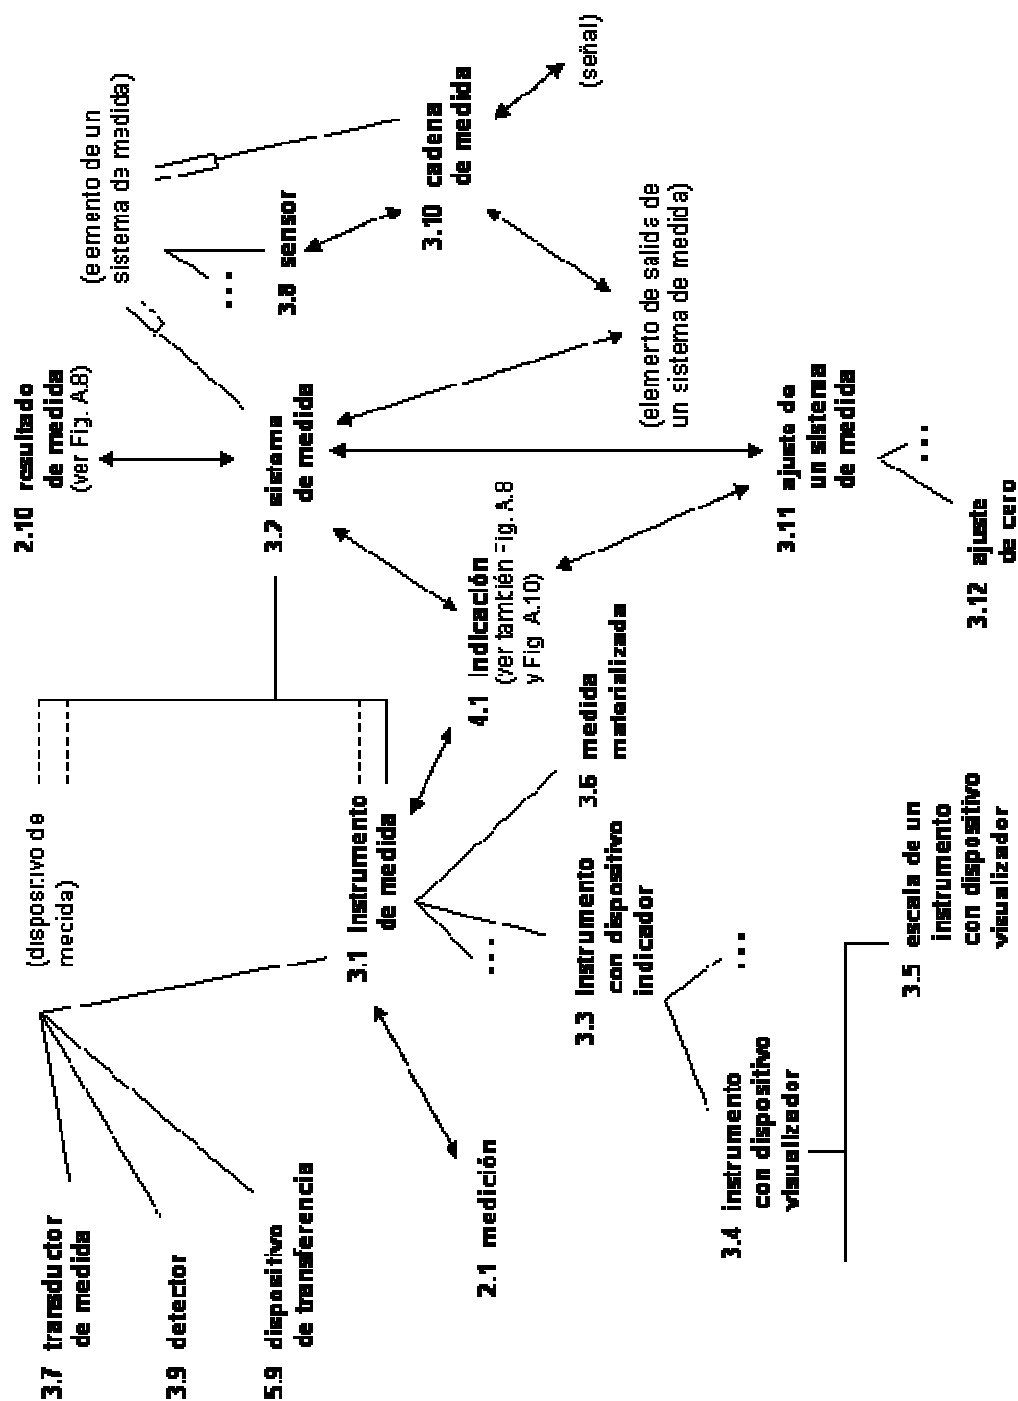 2.10 resultado
de medida
(ver Fig. A.8)
(elemento de un
sistema de medida)
3.2 sistema
de medida
3.8 sensor
...
3.10 cadena
de medida
(señal)
(elemento de salida de
un sistema de medida)
(dispositivo de
medida)
3.7 transductor
de medida
3.9 detector
5.9 dispositivo
de transferencia
3.1 Instrumento
de medida
2.1 medición
4.1 Indicación
(ver también Fig. A.8
y Fig. A.10)
3.11 ajuste de
un sistema
de medida
...
3.12 ajuste
de cero
3.6 medida
materializada
...
3.3 Instrumento
con dispositivo
indicador
...
3.4 instrumento
con dispositivo
visualizador
3.5 escala de un
instrumento
con dispositivo
visualizador